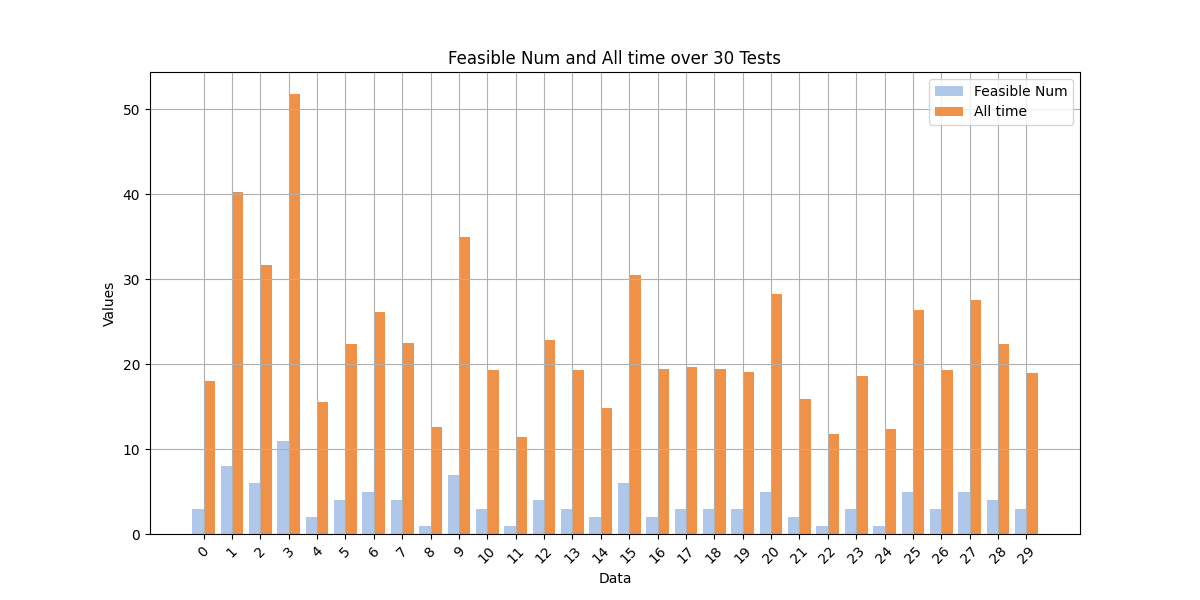 Feasible Num and All time over 30 Tests
Feasible Num
All time
50
40
30
20
10
0
Values
0 1 2 3 4 5 6 7 8 9 10 11 12 13 14 15 16 17 18 19 20 21 22 23 24 25 26 27 28 29
Data